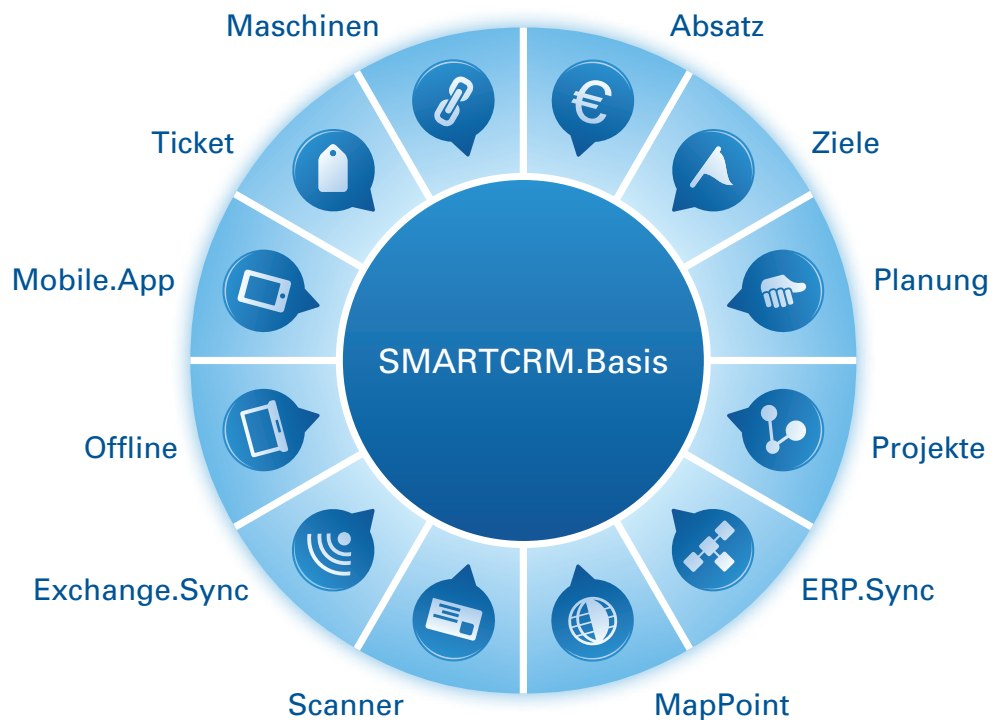 Maschinen
Absatz
Ticket
Ziele
Mobile.App
Planung
SMARTCRM.Basis
Offline
Projekte
Exchange.Sync
ERP.Sync
Scanner
MapPoint